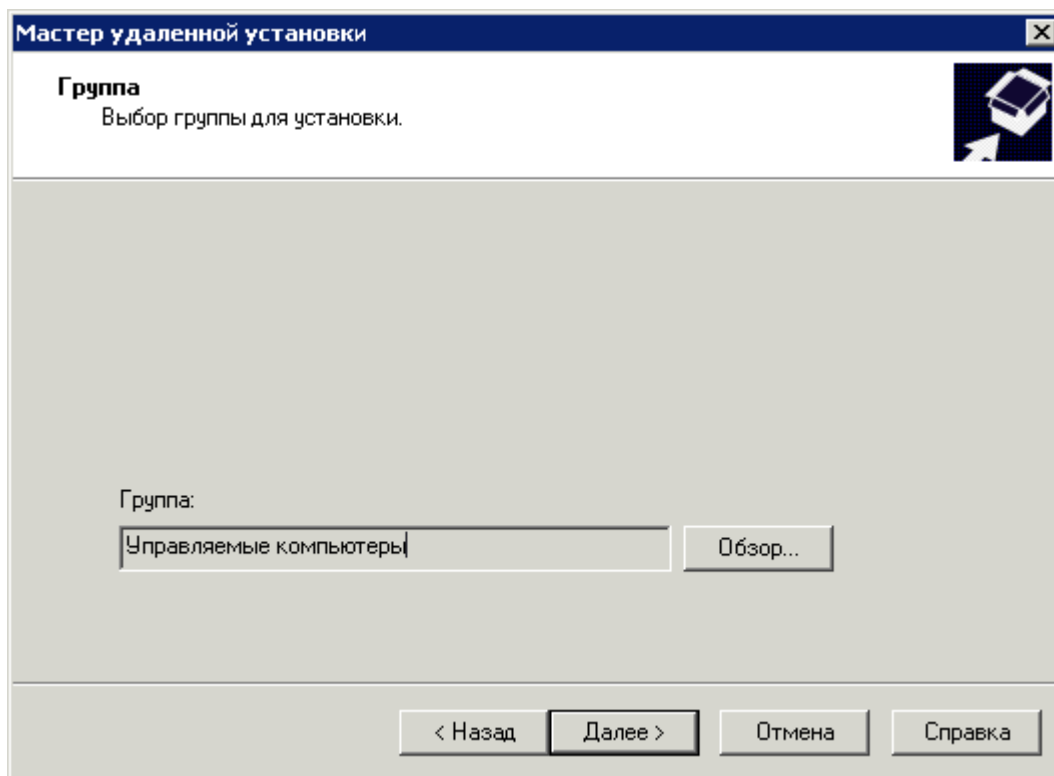 Мастер удаленной установки
Группа
Выбор группы для установки.
Группа:
Управляемые компьютеры
Обзор...
< Назад
Далее >
Отмена
Справка